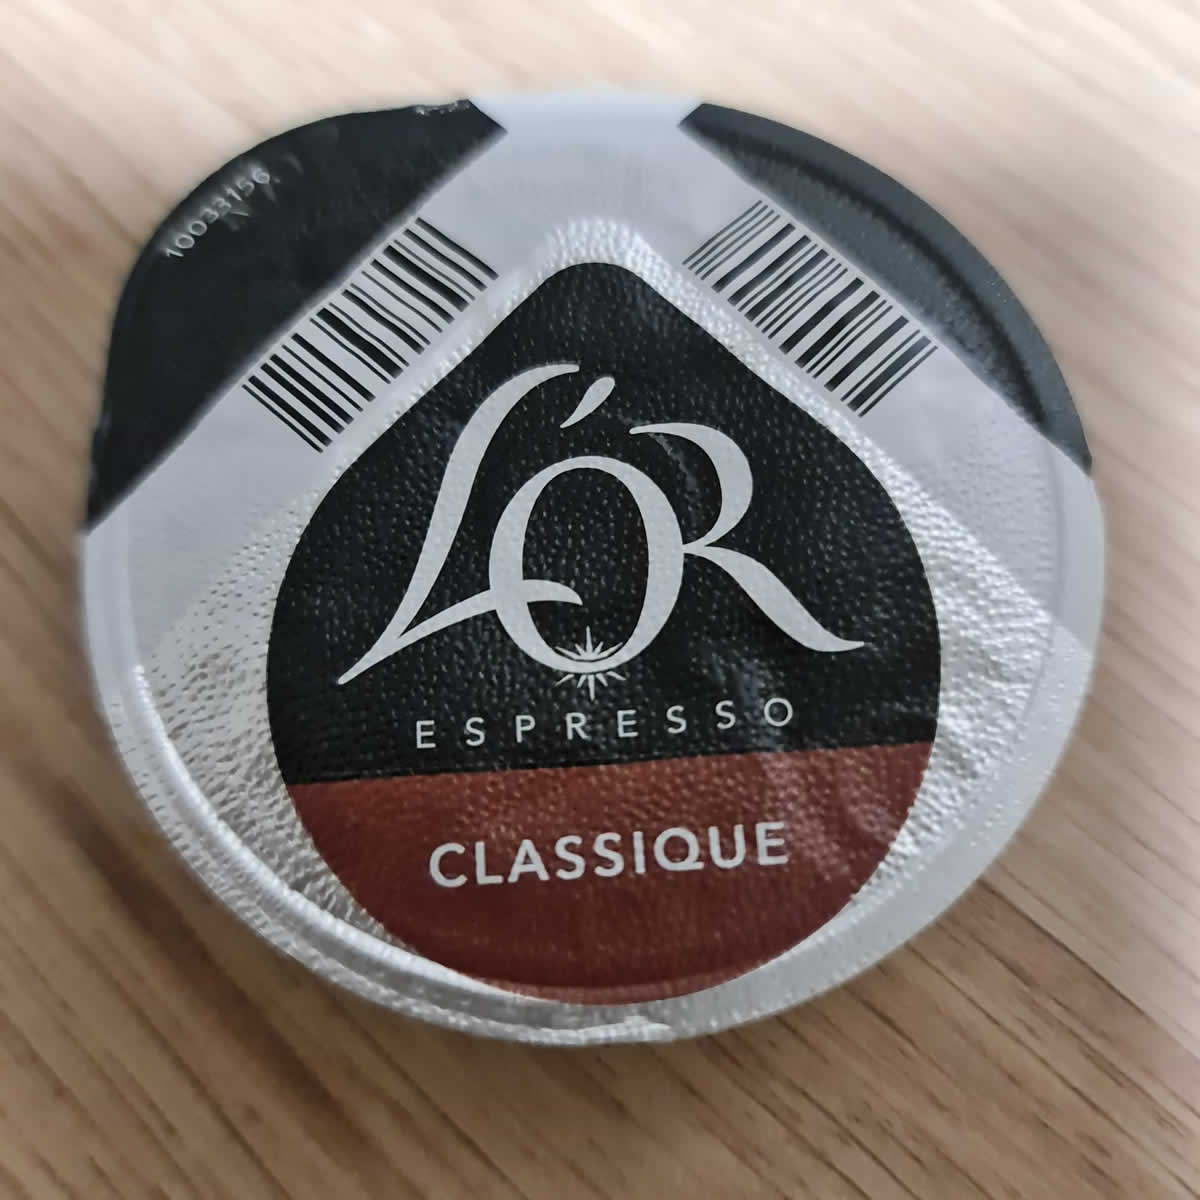 10033156
L'OR
ESPRESSO
CLASSIQUE